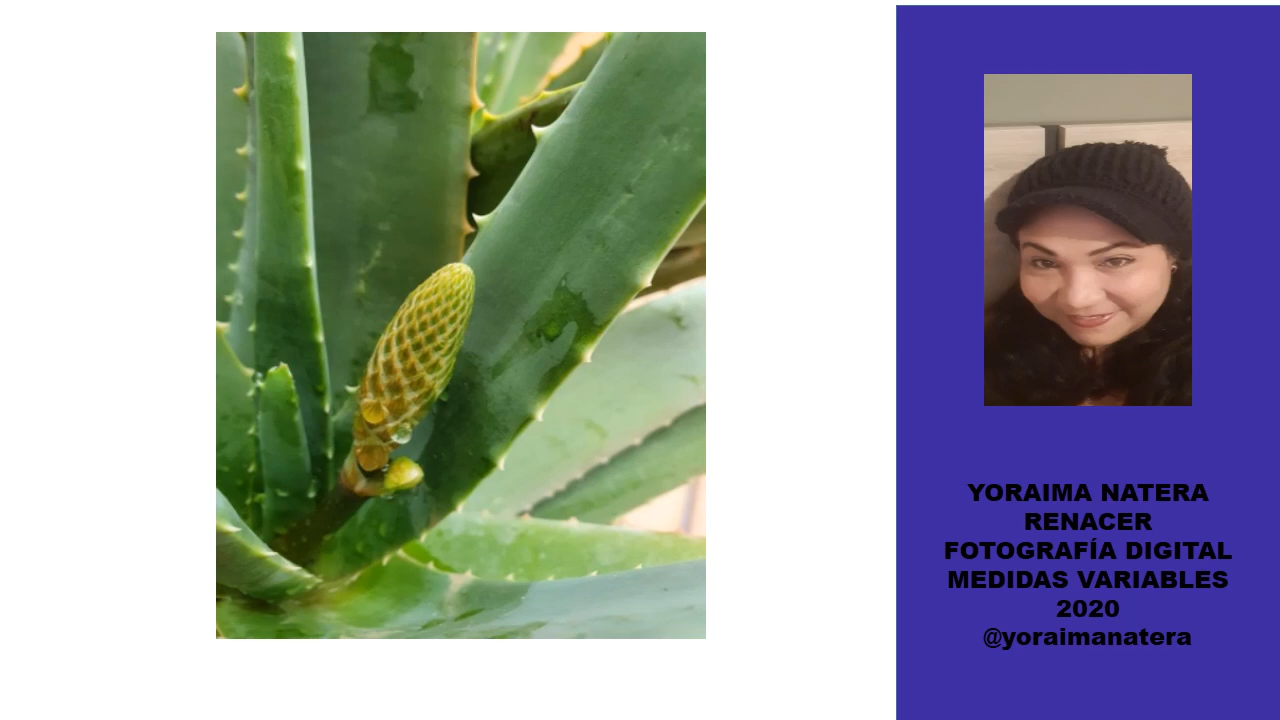 YORAIMA NATERA
RENACER
FOTOGRAFÍA DIGITAL
MEDIDAS VARIABLES
2020
@yoraimanatera